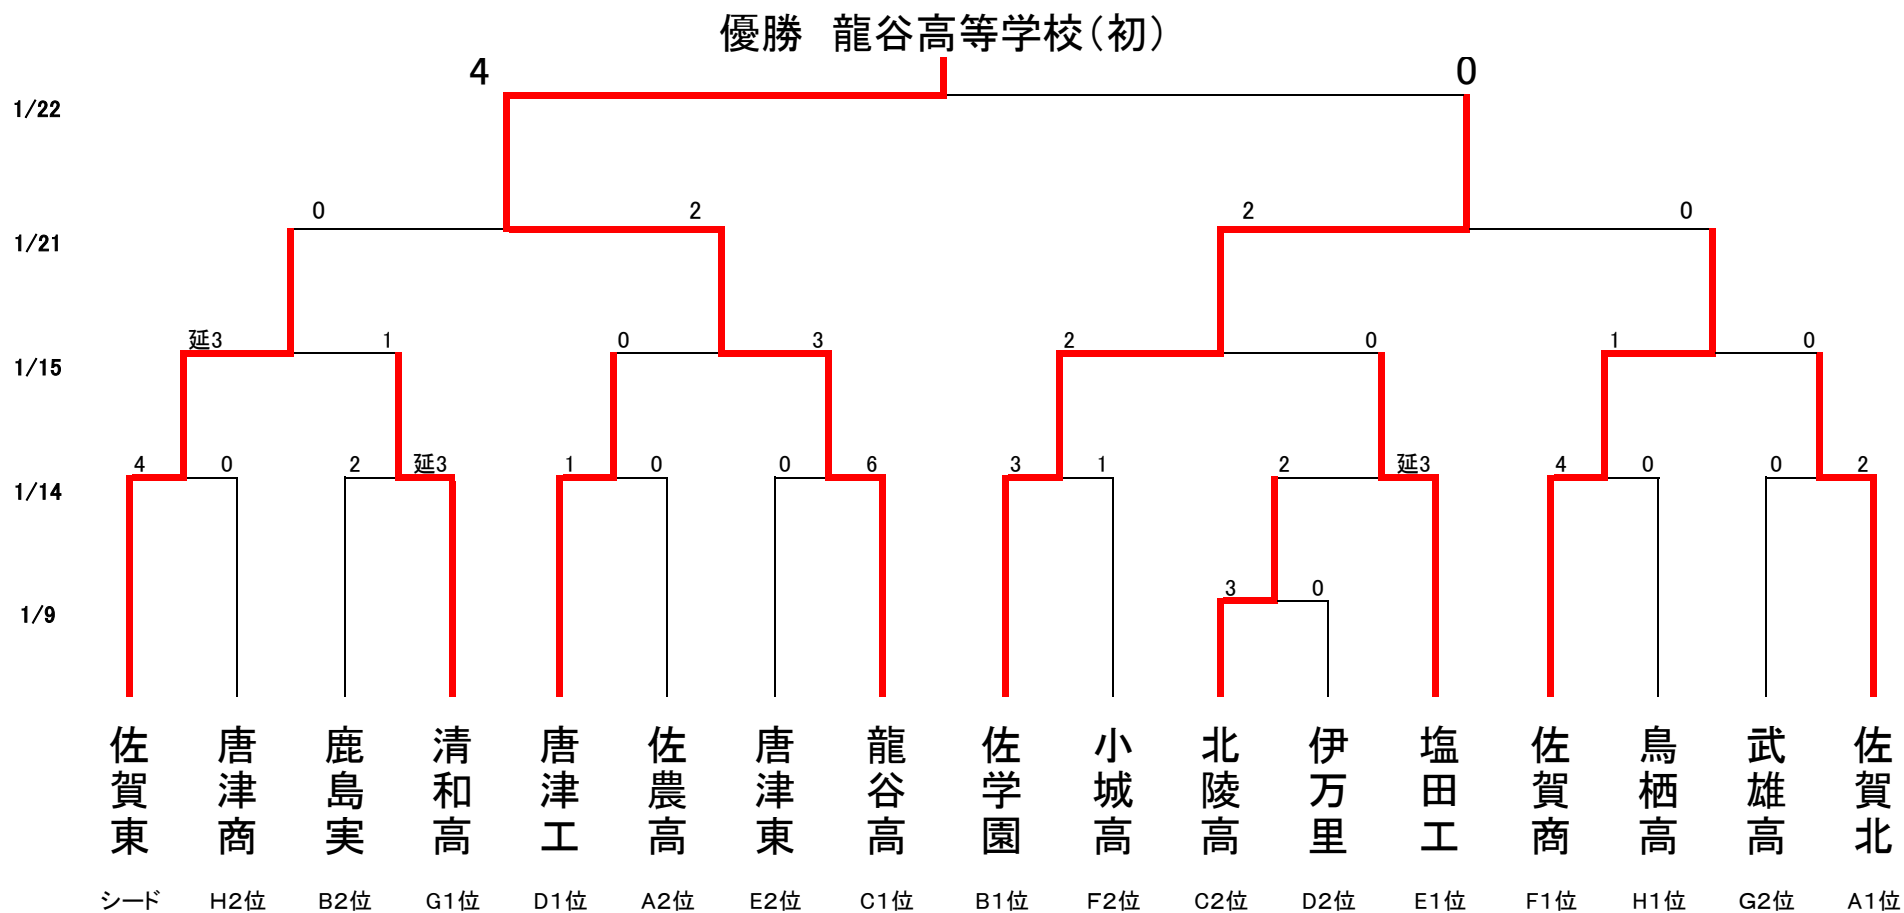 優勝　龍谷高等学校（初）
4 0
1/22
0 2 2 0
1/21
延3 1 0 3 2 0 1 0
1/15
4 0 2 延3 1 0 0 6 3 1 2 延3 4 0 0 2
1/14
3 0
1/9
佐賀東 唐津商 鹿島実 清和高 唐津工 佐農高 唐津東 龍谷高 佐学園 小城高 北陵高 伊万里 塩田工 佐賀商 鳥栖高 武雄高 佐賀北
シード H2位 B2位 G1位 D1位 A2位 E2位 C1位 B1位 F2位 C2位 D2位 E1位 F1位 H1位 G2位 A1位